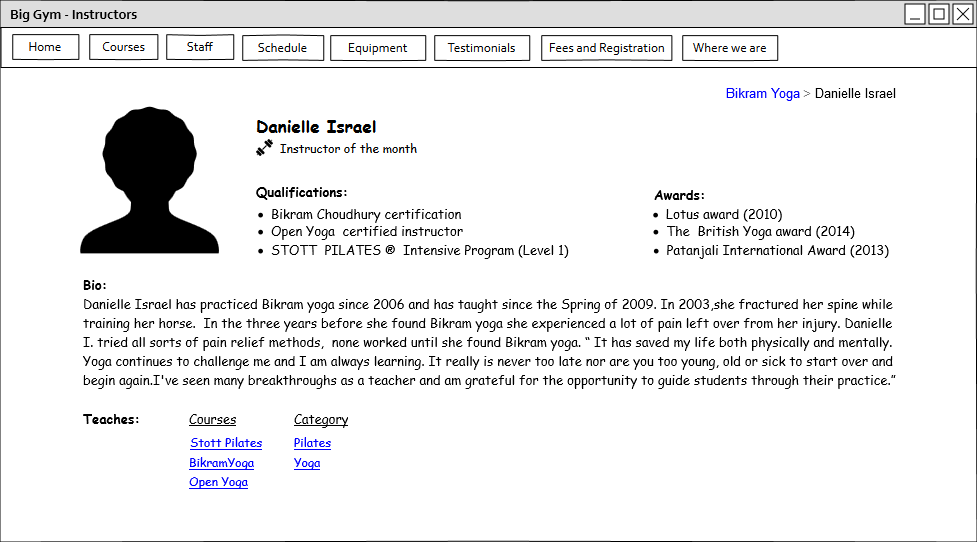 Big Gym - Instructors
Home Courses Staff Schedule Equipment Testimonials Fees and Registration Where we are
Bikram Yoga > Danielle Israel
Danielle Israel
Instructor of the month
Qualifications:
• Bikram Choudhury certification
• Open Yoga certified instructor
• STOTT PILATES ® Intensive Program (Level 1)
Awards:
• Lotus award (2010)
• The British Yoga award (2014)
• Patanjali International Award (2013)
Bio:
Danielle Israel has practiced Bikram yoga since 2006 and has taught since the Spring of 2009. In 2003,she fractured her spine while
training her horse. In the three years before she found Bikram yoga she experienced a lot of pain left over from her injury. Danielle
I. tried all sorts of pain relief methods, none worked until she found Bikram yoga. “ It has saved my life both physically and mentally.
Yoga continues to challenge me and I am always learning. It really is never too late nor are you too young, old or sick to start over and
begin again.I've seen many breakthroughs as a teacher and am grateful for the opportunity to guide students through their practice.”
Teaches: Courses Category
Stott Pilates Pilates
BikramYoga Yoga
Open Yoga